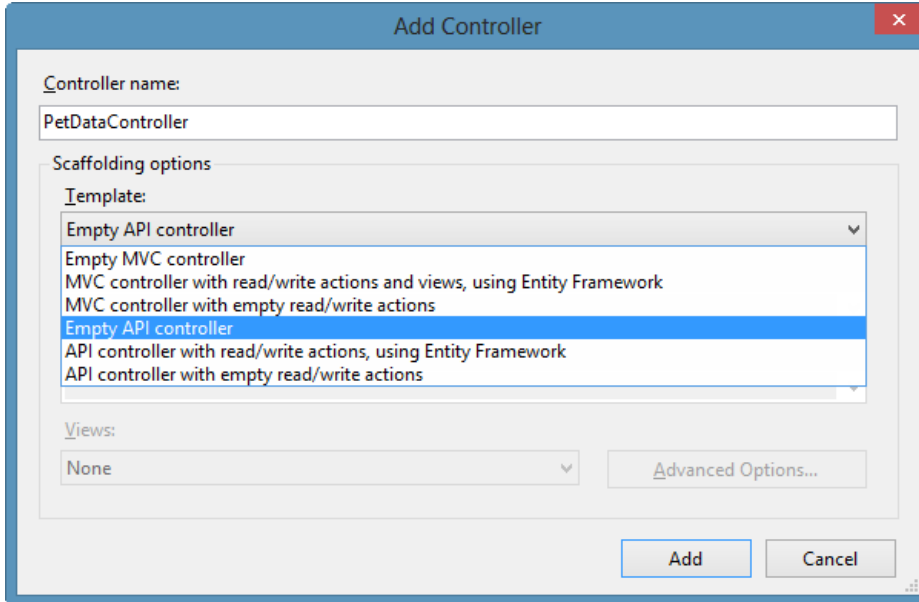 Add Controller
Controller name:
PetDataController
Scaffolding options
Template:
Empty API controller
Empty MVC controller
MVC controller with read/write actions and views, using Entity Framework
MVC controller with empty read/write actions
Empty API controller
API controller with read/write actions, using Entity Framework
API controller with empty read/write actions
Views:
None
Advanced Options...
Add Cancel